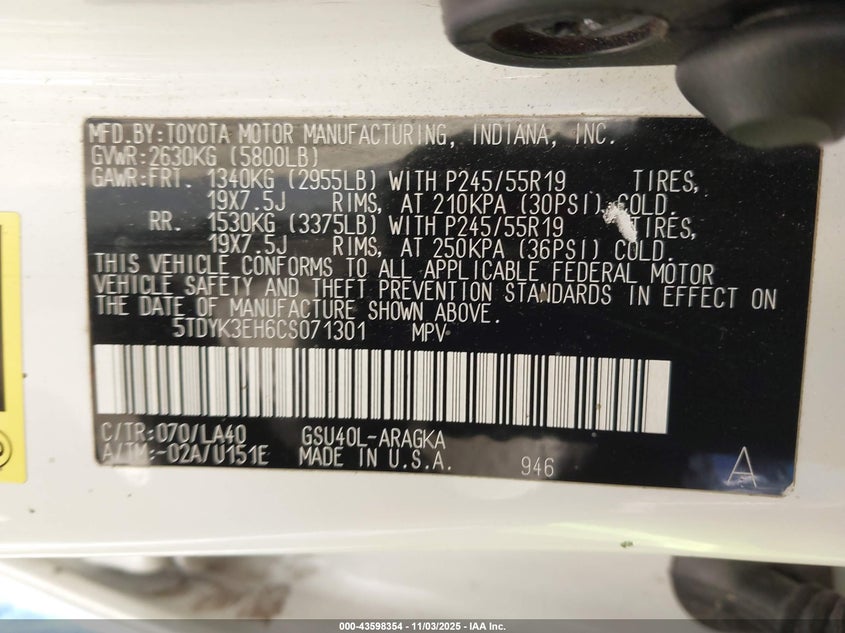 MFD.BY:TOYOTA MOTOR MANUFACTURING, INDIANA, INC.
GVWR:2630KG (5800LB)
GAWR:FRT. 1340KG (2955LB) WITH P245/55R19 TIRES,
19X7.5J RIMS, AT 210KPA (30PSI) COLD.
RR. 1530KG (3375LB) WITH P245/55R19 TIRES,
19X7.5J RIMS, AT 250KPA (36PSI) COLD.
THIS VEHICLE CONFORMS TO ALL APPLICABLE FEDERAL MOTOR
VEHICLE SAFETY AND THEFT PREVENTION STANDARDS IN EFFECT ON
THE DATE OF MANUFACTURE SHOWN ABOVE.
5TDYK3EH6CS071301 MPV
C/TR:070/LA40 GSU40L-ARAGKA
A/TM:-02A/U151E MADE IN U.S.A. 946 A
000-43598354 - 11/03/2025 - IAA Inc.